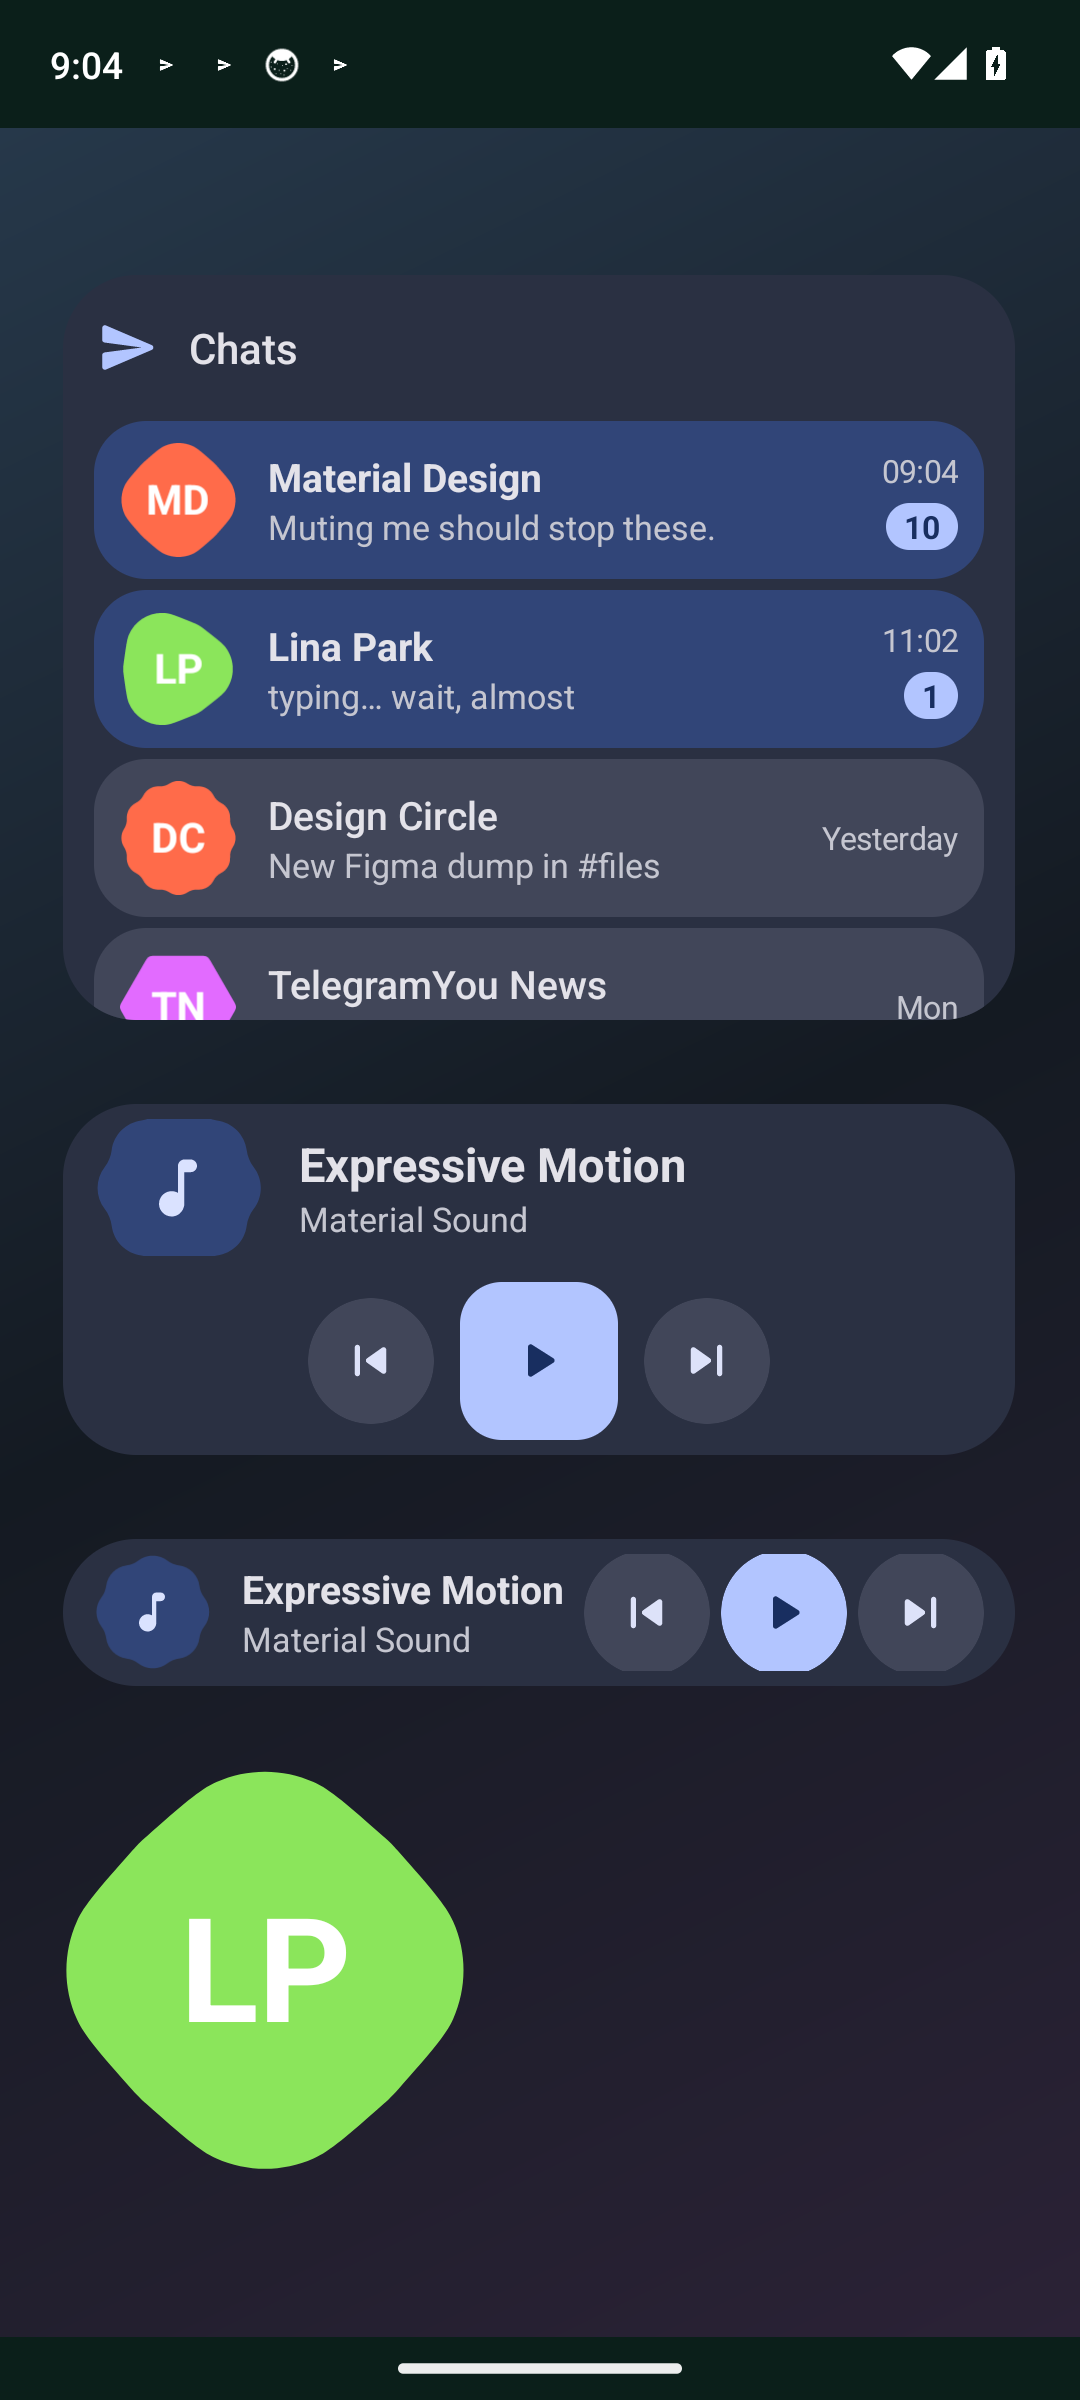 9:04
Chats
MD
Material Design
09:04
Muting me should stop these.
10
LP
Lina Park
11:02
typing... wait, almost
1
DC
Design Circle
New Figma dump in #files
Yesterday
TN
TelegramYou News
Mon
Expressive Motion
Material Sound
Expressive Motion
Material Sound
LP